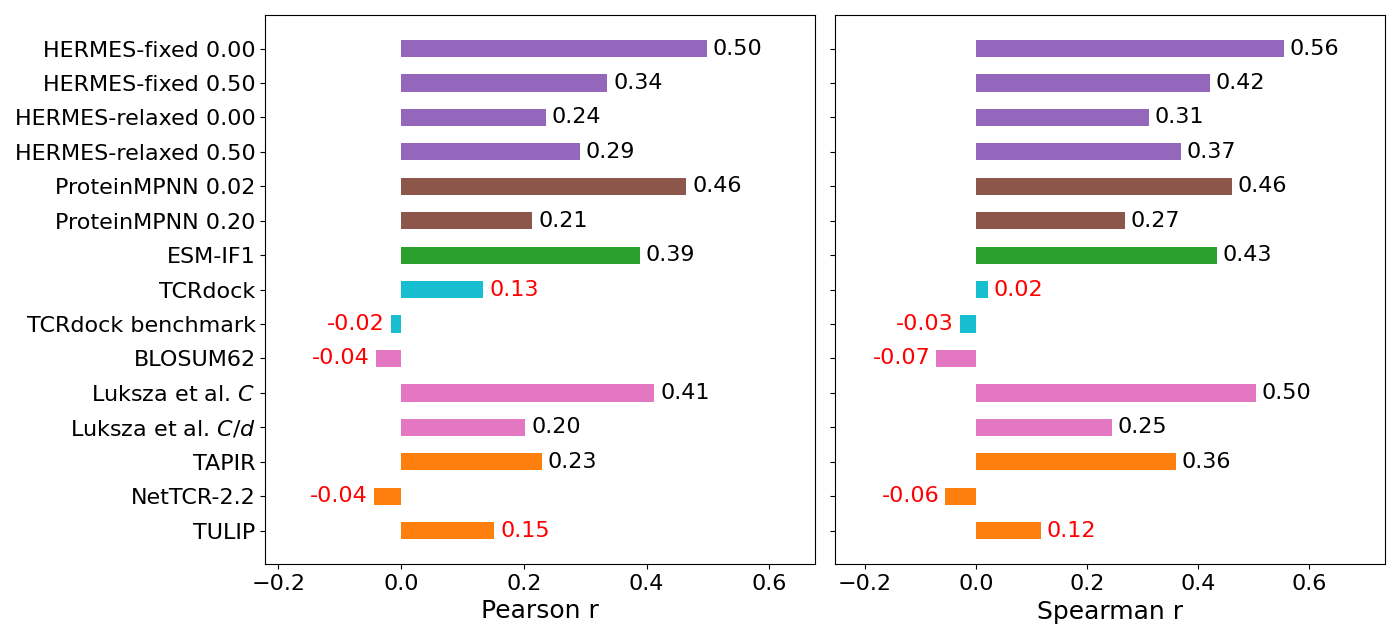 HERMES-fixed 0.00 0.50 0.56
HERMES-fixed 0.50 0.34 0.42
HERMES-relaxed 0.00 0.24 0.31
HERMES-relaxed 0.50 0.29 0.37
ProteinMPNN 0.02 0.46 0.46
ProteinMPNN 0.20 0.21 0.27
ESM-IF1 0.39 0.43
TCRdock 0.13 0.02
TCRdock benchmark -0.02 -0.03
BLOSUM62 -0.04 -0.07
Luksza et al. C 0.41 0.50
Luksza et al. C/d 0.20 0.25
TAPIR 0.23 0.36
NetTCR-2.2 -0.04 -0.06
TULIP 0.15 0.12
−0.2 0.0 0.2 0.4 0.6 −0.2 0.0 0.2 0.4 0.6
Pearson r Spearman r